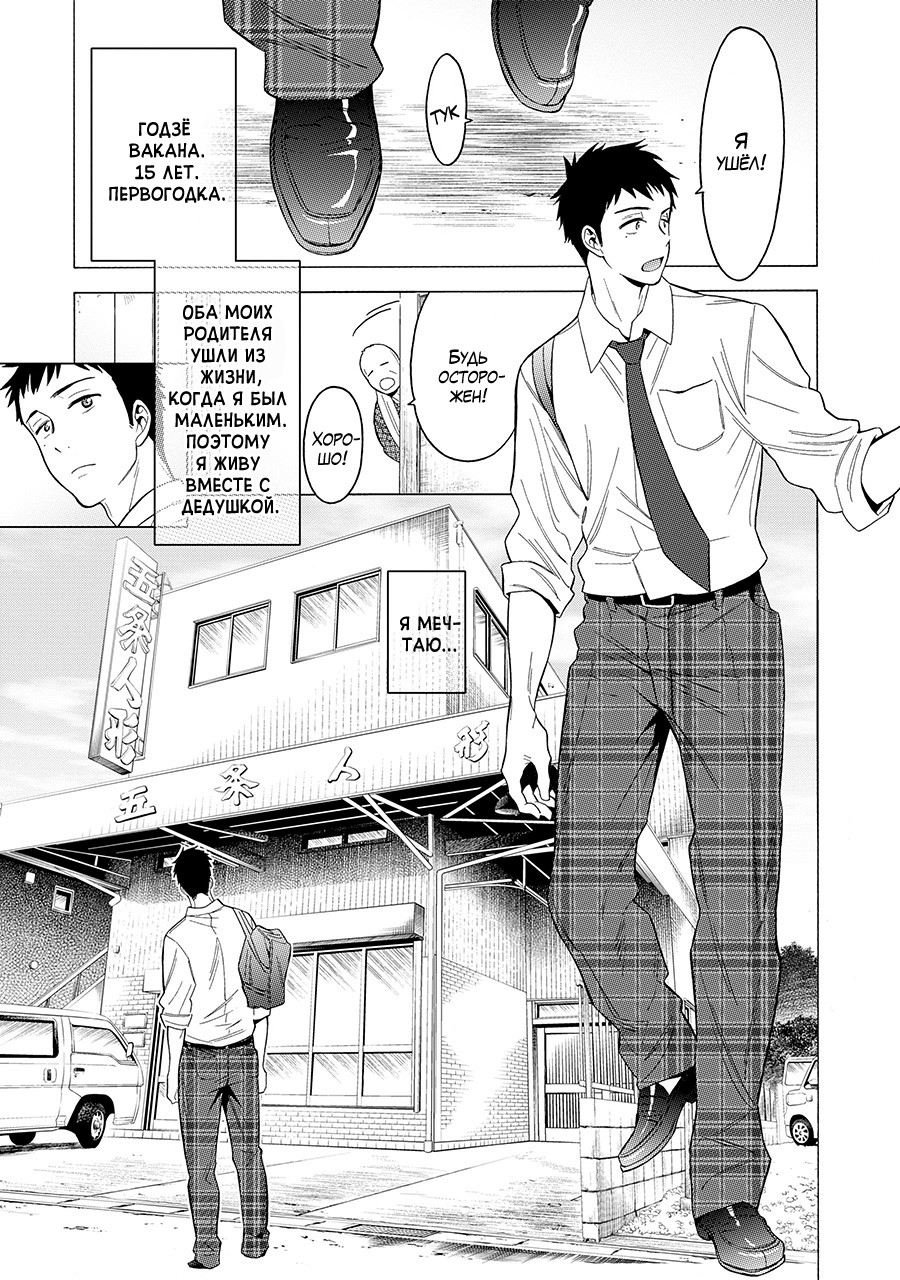 Я
УШЁЛ!
ТУК
ГОДЗЁ
ВАКАНА.
15 ЛЕТ.
ПЕРВОГОДКА.
БУДЬ
ОСТОРО-
ЖЕН!
ХОРО-
ШО!
ОБА МОИХ
РОДИТЕЛЯ
УШЛИ ИЗ
ЖИЗНИ,
КОГДА Я БЫЛ
МАЛЕНЬКИМ.
ПОЭТОМУ
Я ЖИВУ
ВМЕСТЕ С
ДЕДУШКОЙ.
Я МЕЧ-
ТАЮ...
五条人形
五条人形